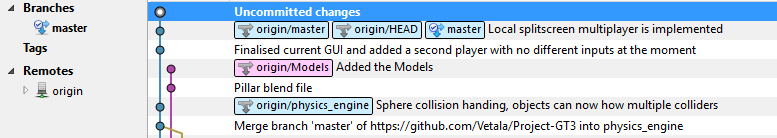 Branches
master
Tags
Remotes
origin
Uncommitted changes
origin/master origin/HEAD master Local splitscreen multiplayer is implemented
Finalised current GUI and added a second player with no different inputs at the moment
origin/Models Added the Models
Pillar blend file
origin/physics_engine Sphere collision handing, objects can now how multiple colliders
Merge branch 'master' of https://github.com/Vetala/Project-GT3 into physics_engine